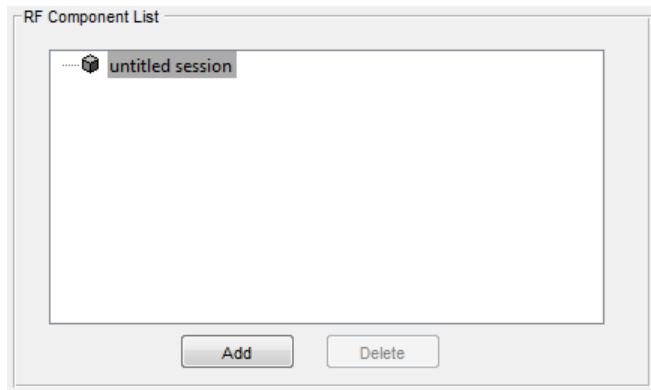 RF Component List
untitled session
Add
Delete